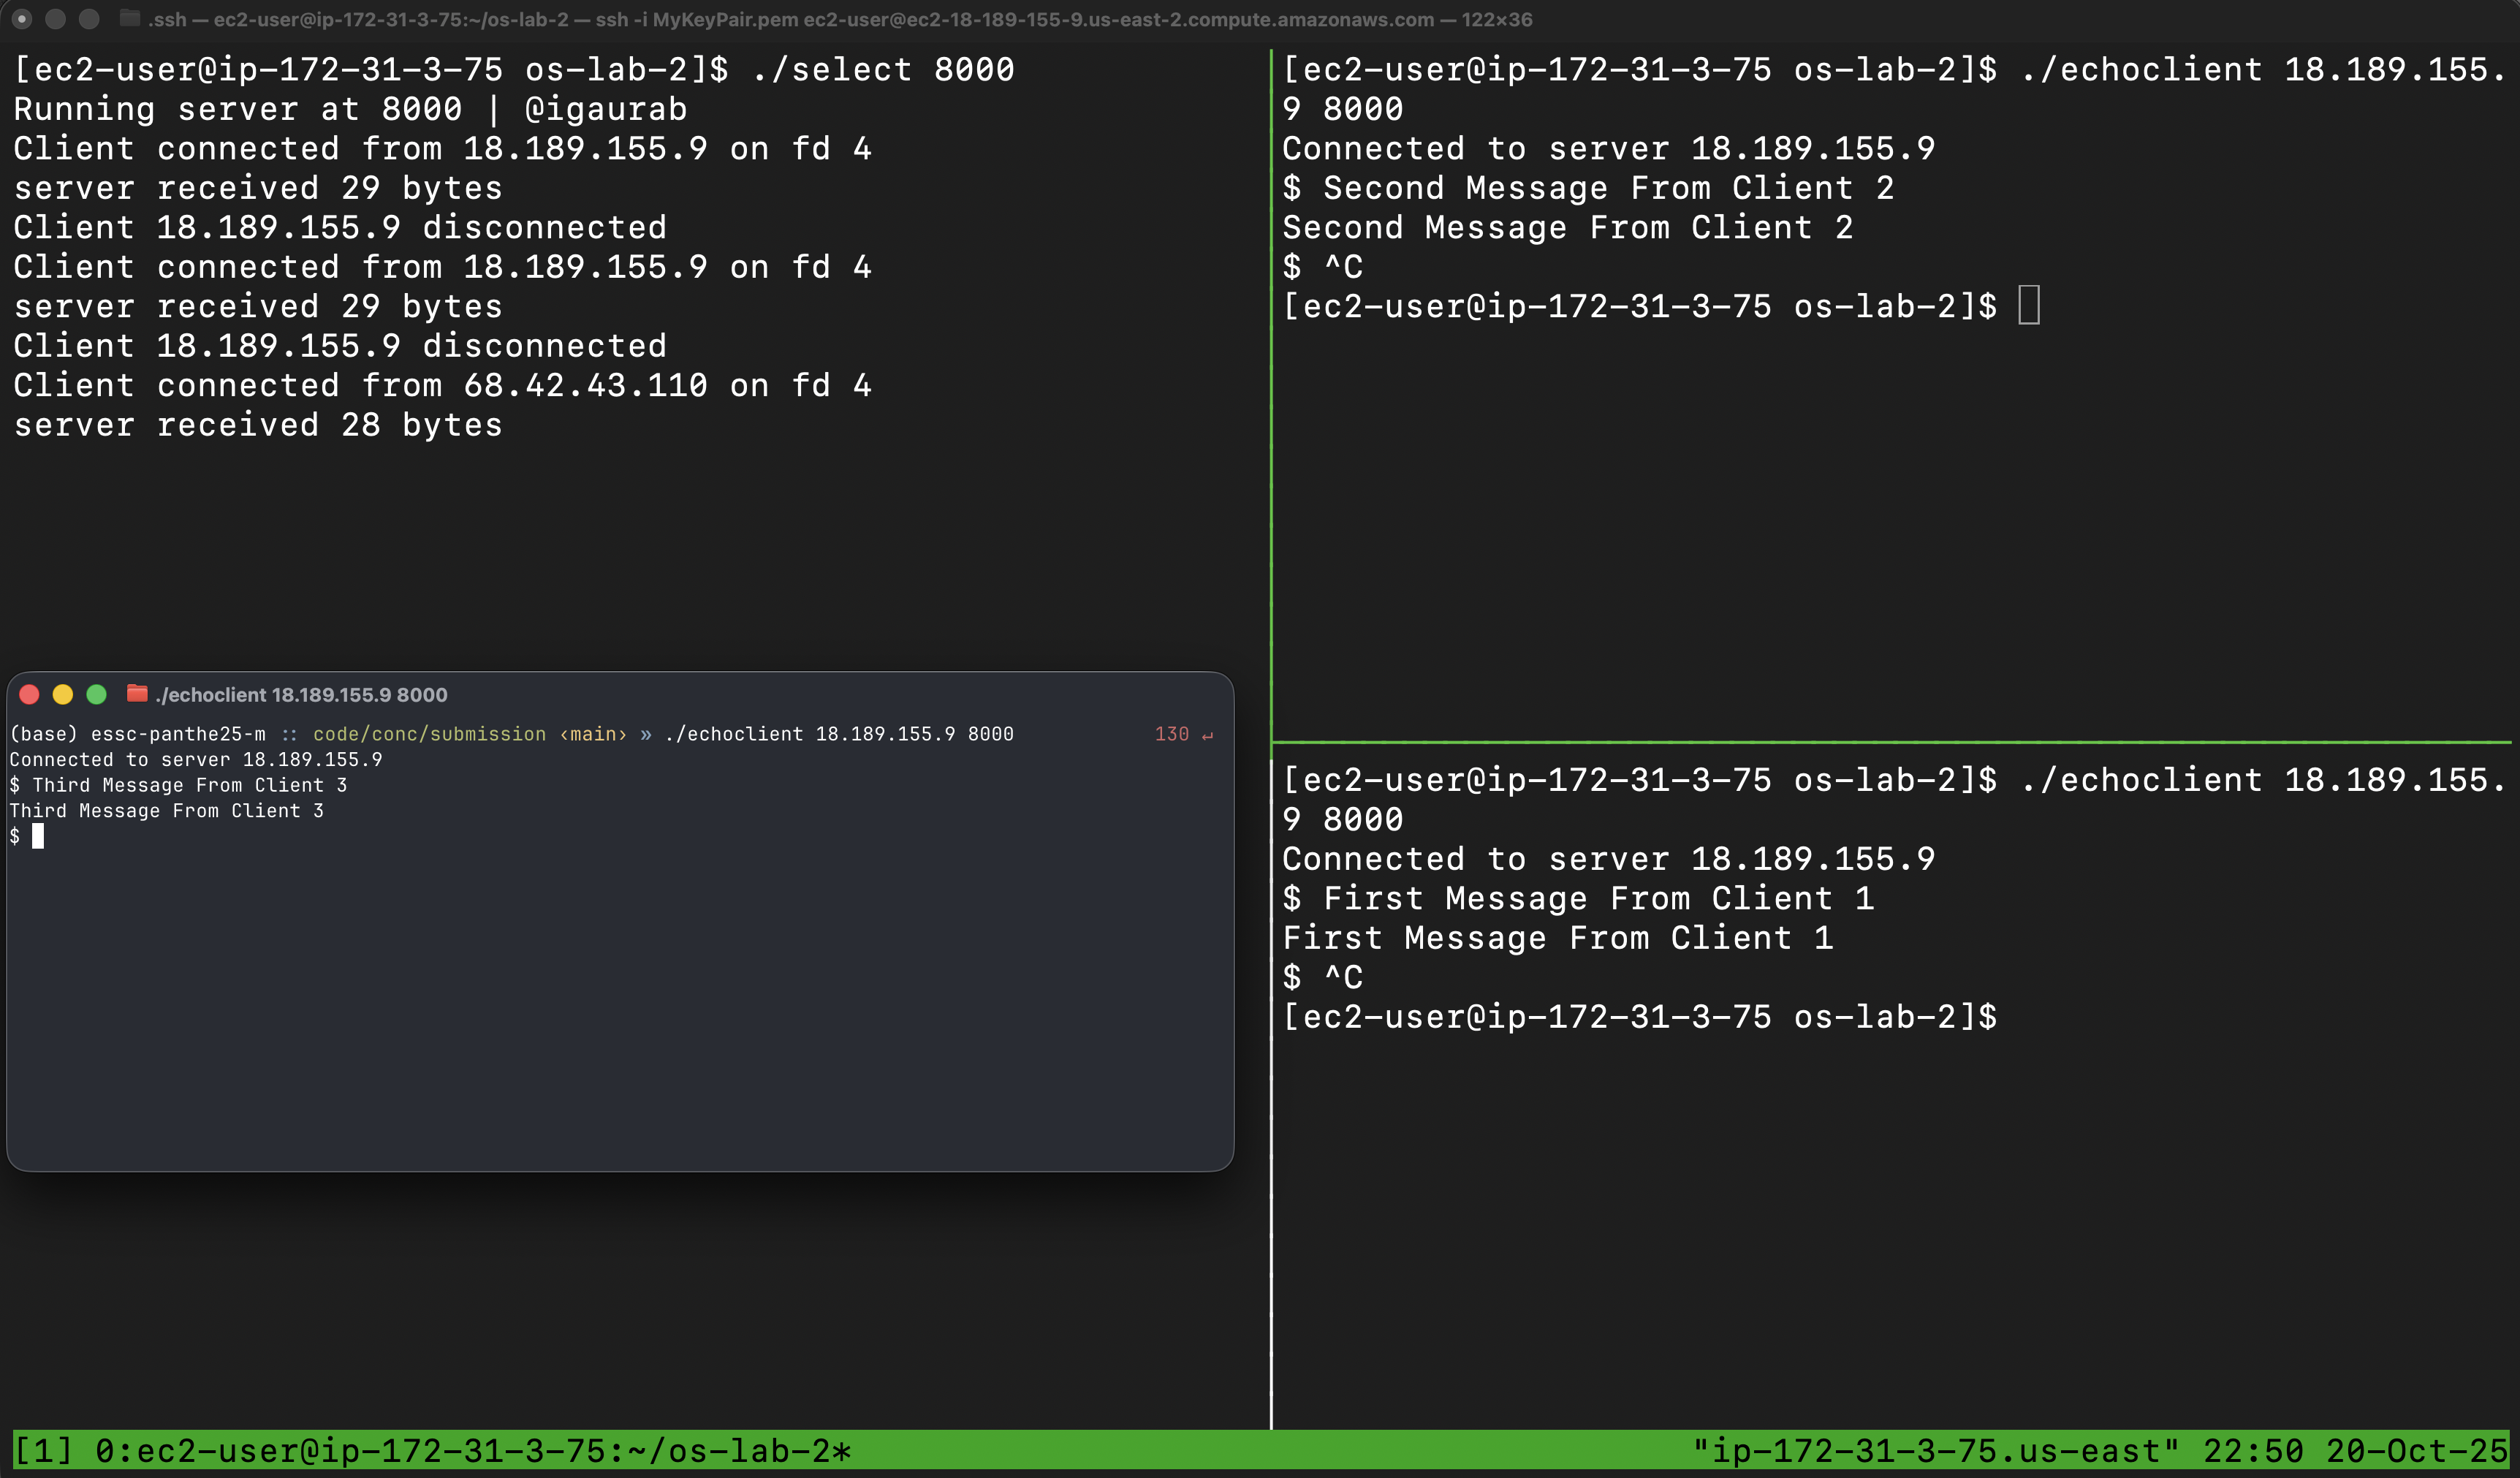 .ssh — ec2-user@ip-172-31-3-75:~/os-lab-2 — ssh -i MyKeyPair.pem ec2-user@ec2-18-189-155-9.us-east-2.compute.amazonaws.com — 122×36
[ec2-user@ip-172-31-3-75 os-lab-2]$ ./select 8000
Running server at 8000 | @igaurab
Client connected from 18.189.155.9 on fd 4
server received 29 bytes
Client 18.189.155.9 disconnected
Client connected from 18.189.155.9 on fd 4
server received 29 bytes
Client 18.189.155.9 disconnected
Client connected from 68.42.43.110 on fd 4
server received 28 bytes
[ec2-user@ip-172-31-3-75 os-lab-2]$ ./echoclient 18.189.155.
9 8000
Connected to server 18.189.155.9
$ Second Message From Client 2
Second Message From Client 2
$ ^C
[ec2-user@ip-172-31-3-75 os-lab-2]$
./echoclient 18.189.155.9 8000
(base) essc-panthe25-m :: code/conc/submission ‹main› » ./echoclient 18.189.155.9 8000 130 ↵
Connected to server 18.189.155.9
$ Third Message From Client 3
Third Message From Client 3
$
[ec2-user@ip-172-31-3-75 os-lab-2]$ ./echoclient 18.189.155.
9 8000
Connected to server 18.189.155.9
$ First Message From Client 1
First Message From Client 1
$ ^C
[ec2-user@ip-172-31-3-75 os-lab-2]$
[1] 0:ec2-user@ip-172-31-3-75:~/os-lab-2* "ip-172-31-3-75.us-east" 22:50 20-Oct-25